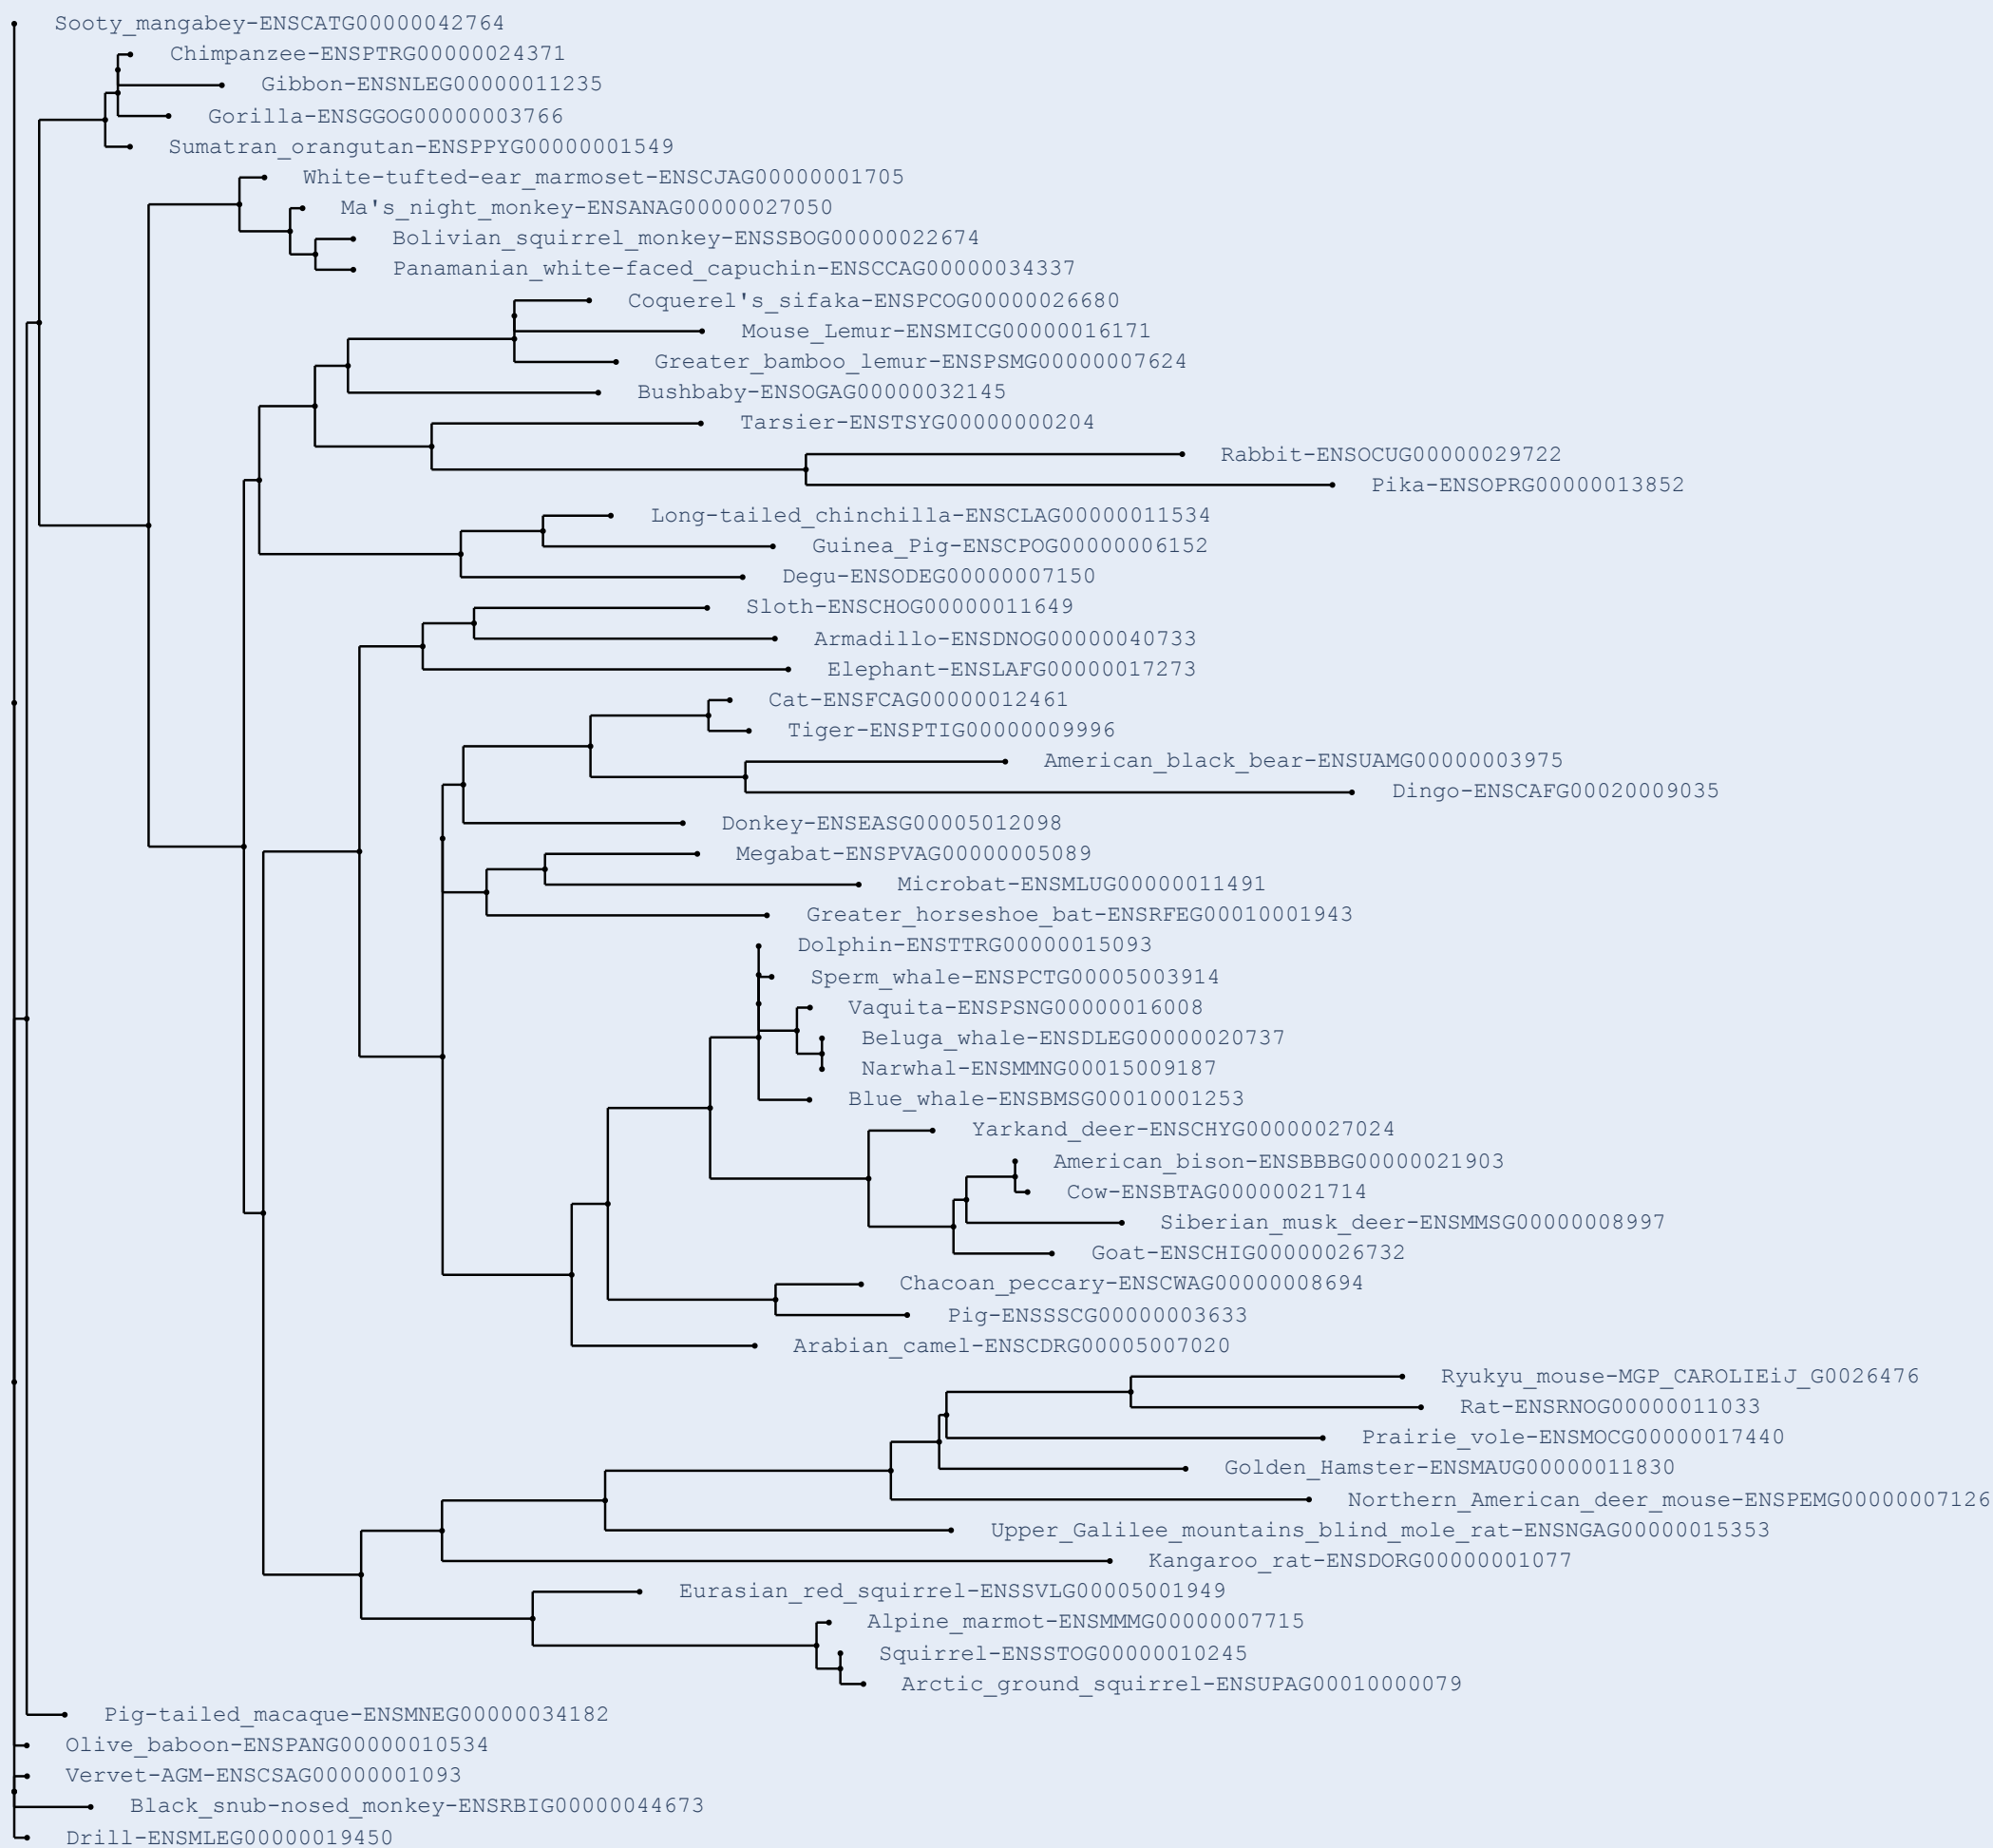 Sooty_mangabey-ENSCATG00000042764
Chimpanzee-ENSPTRG00000024371
Gibbon-ENSNLEG00000011235
Gorilla-ENSGGOG00000003766
Sumatran_orangutan-ENSPPYG00000001549
White-tufted-ear_marmoset-ENSCJAG00000001705
Ma's_night_monkey-ENSANAG00000027050
Bolivian_squirrel_monkey-ENSSBOG00000022674
Panamanian_white-faced_capuchin-ENSCCAG00000034337
Coquerel's_sifaka-ENSPCOG00000026680
Mouse_Lemur-ENSMICG00000016171
Greater_bamboo_lemur-ENSPSMG00000007624
Bushbaby-ENSOGAG00000032145
Tarsier-ENSTSYG00000000204
Rabbit-ENSOCUG00000029722
Pika-ENSOPRG00000013852
Long-tailed_chinchilla-ENSCLAG00000011534
Guinea_Pig-ENSCPOG00000006152
Degu-ENSODEG00000007150
Sloth-ENSCHOG00000011649
Armadillo-ENSDNOG00000040733
Elephant-ENSLAFG00000017273
Cat-ENSFCAG00000012461
Tiger-ENSPTIG00000009996
American_black_bear-ENSUAMG00000003975
Dingo-ENSCAFG00020009035
Donkey-ENSEASG00005012098
Megabat-ENSPVAG00000005089
Microbat-ENSMLUG00000011491
Greater_horseshoe_bat-ENSRFEG00010001943
Dolphin-ENSTTRG00000015093
Sperm_whale-ENSPCTG00005003914
Vaquita-ENSPSNG00000016008
Beluga_whale-ENSDLEG00000020737
Narwhal-ENSMMNG00015009187
Blue_whale-ENSBMSG00010001253
Yarkand_deer-ENSCHYG00000027024
American_bison-ENSBBBG00000021903
Cow-ENSBTAG00000021714
Siberian_musk_deer-ENSMMSG00000008997
Goat-ENSCHIG00000026732
Chacoan_peccary-ENSCWAG00000008694
Pig-ENSSSCG00000003633
Arabian_camel-ENSCDRG00005007020
Ryukyu_mouse-MGP_CAROLIEiJ_G0026476
Rat-ENSRNOG00000011033
Prairie_vole-ENSMOCG00000017440
Golden_Hamster-ENSMAUG00000011830
Northern_American_deer_mouse-ENSPEMG00000007126
Upper_Galilee_mountains_blind_mole_rat-ENSNGAG00000015353
Kangaroo_rat-ENSDORG00000001077
Eurasian_red_squirrel-ENSSVLG00005001949
Alpine_marmot-ENSMMMG00000007715
Squirrel-ENSSTOG00000010245
Arctic_ground_squirrel-ENSUPAG00010000079
Pig-tailed_macaque-ENSMNEG00000034182
Olive_baboon-ENSPANG00000010534
Vervet-AGM-ENSCSAG00000001093
Black_snub-nosed_monkey-ENSRBIG00000044673
Drill-ENSMLEG00000019450